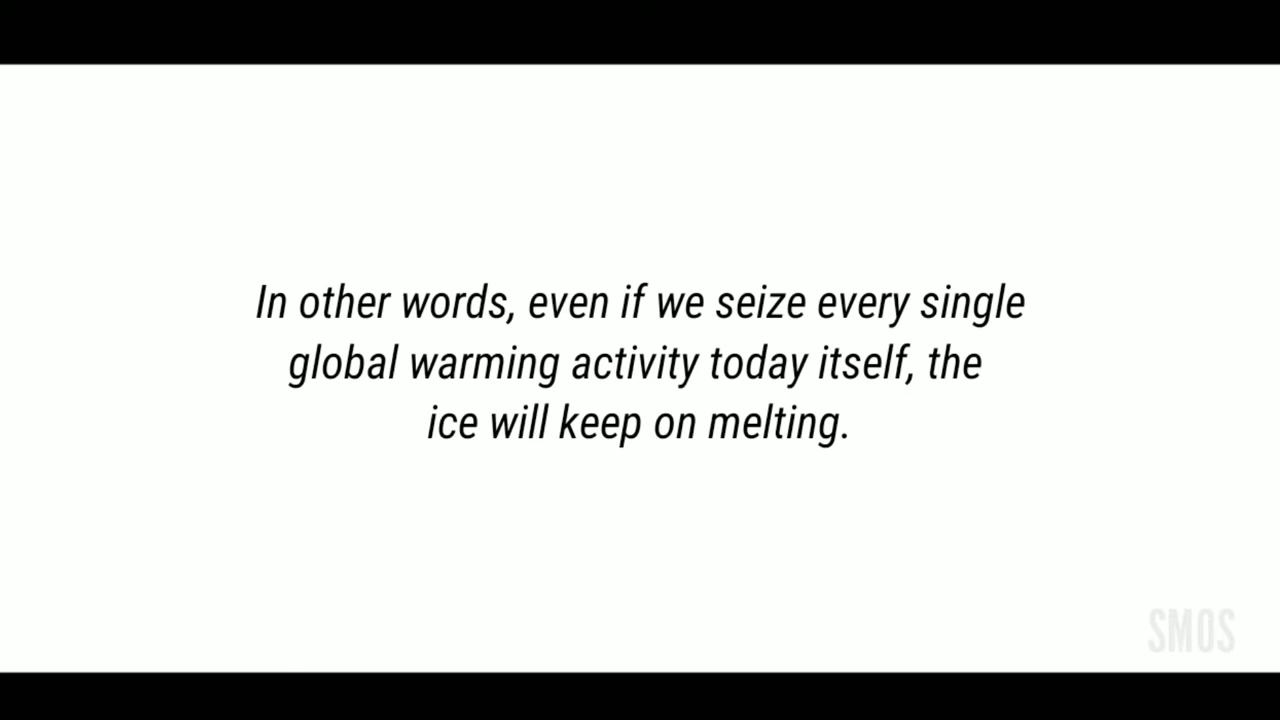 In other words, even if we seize every single
global warming activity today itself, the
ice will keep on melting.
SMOS